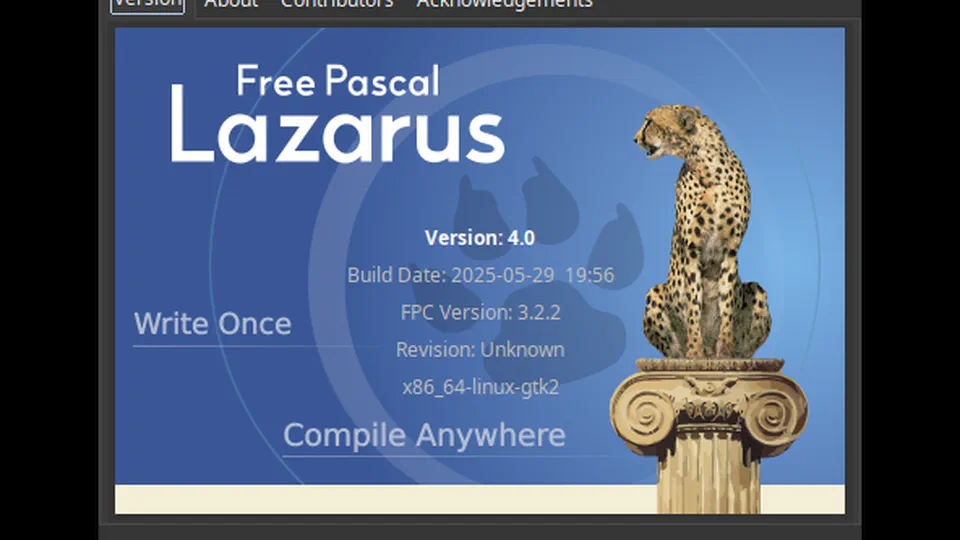 Version About Contributors Acknowledgements
Free Pascal
Lazarus
Version: 4.0
Build Date: 2025-05-29 19:56
FPC Version: 3.2.2
Write Once
Revision: Unknown
x86_64-linux-gtk2
Compile Anywhere